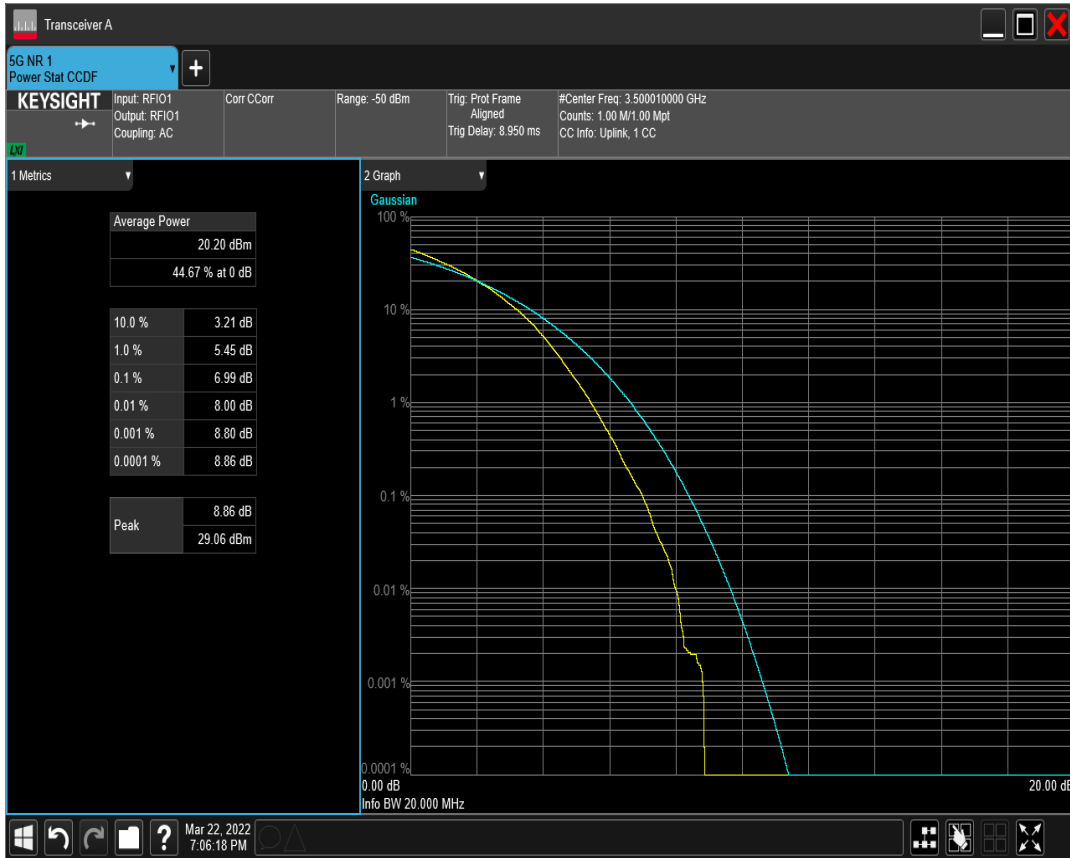 Transceiver A
5G NR 1
Power Stat CCDF
KEYSIGHT
LXI
Input: RFIO1
Output: RFIO1
Coupling: AC
Corr CCorr
Range: -50 dBm
Trig: Prot Frame
Aligned
Trig Delay: 8.950 ms
#Center Freq: 3.500010000 GHz
Counts: 1.00 M/1.00 Mpt
CC Info: Uplink, 1 CC
1 Metrics
Average Power
20.20 dBm
44.67 % at 0 dB
10.0 % 3.21 dB
1.0 % 5.45 dB
0.1 % 6.99 dB
0.01 % 8.00 dB
0.001 % 8.80 dB
0.0001 % 8.86 dB
Peak
8.86 dB
29.06 dBm
2 Graph
Gaussian
100 %
10 %
1 %
0.1 %
0.01 %
0.001 %
0.0001 %
0.00 dB
20.00 dB
Info BW 20.000 MHz
?
Mar 22, 2022
7:06:18 PM